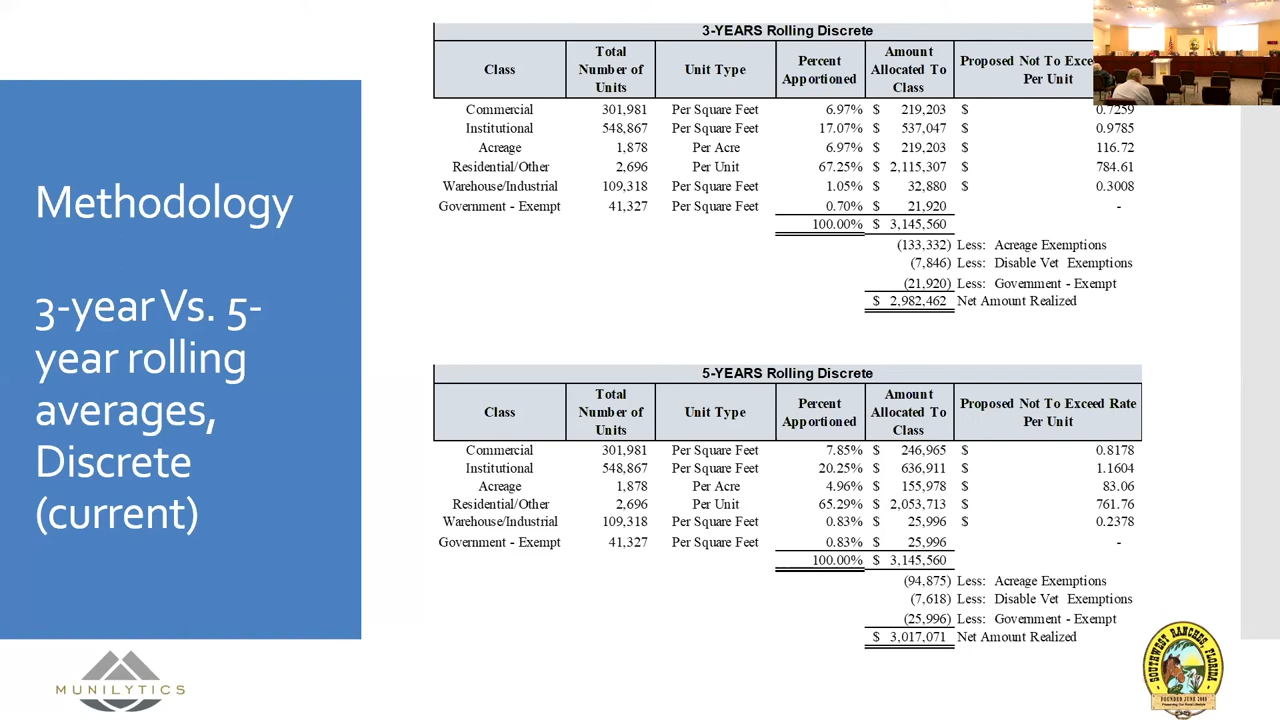 Methodology
3-year Vs. 5-
year rolling
averages,
Discrete
(current)
MUNILYTICS
3-YEARS Rolling Discrete
Class Total Number of Units Unit Type Percent Apportioned Amount Allocated To Class Proposed Not To Per Unit
Commercial 301,981 Per Square Feet 6.97% $ 219,203 $ 0.7259
Institutional 548,867 Per Square Feet 17.07% $ 537,047 $ 0.9785
Acreage 1,878 Per Acre 6.97% $ 219,203 $ 116.72
Residential/Other 2,696 Per Unit 67.25% $ 2,115,307 $ 784.61
Warehouse/Industrial 109,318 Per Square Feet 1.05% $ 32,880 $ 0.3008
Government - Exempt 41,327 Per Square Feet 0.70% $ 21,920 -
100.00% $ 3,145,560
(133,332) Less: Acreage Exemptions
(7,846) Less: Disable Vet Exemptions
(21,920) Less: Government - Exempt
$ 2,982,462 Net Amount Realized
5-YEARS Rolling Discrete
Class Total Number of Units Unit Type Percent Apportioned Amount Allocated To Class Proposed Not To Exceed Rate Per Unit
Commercial 301,981 Per Square Feet 7.85% $ 246,965 $ 0.8178
Institutional 548,867 Per Square Feet 20.25% $ 636,911 $ 1.1604
Acreage 1,878 Per Acre 4.96% $ 155,978 $ 83.06
Residential/Other 2,696 Per Unit 65.29% $ 2,053,713 $ 761.76
Warehouse/Industrial 109,318 Per Square Feet 0.83% $ 25,996 $ 0.2378
Government - Exempt 41,327 Per Square Feet 0.83% $ 25,996 -
100.00% $ 3,145,560
(94,875) Less: Acreage Exemptions
(7,618) Less: Disable Vet Exemptions
(25,996) Less: Government - Exempt
$ 3,017,071 Net Amount Realized
SOUTHWEST RANCHES, FLORIDA